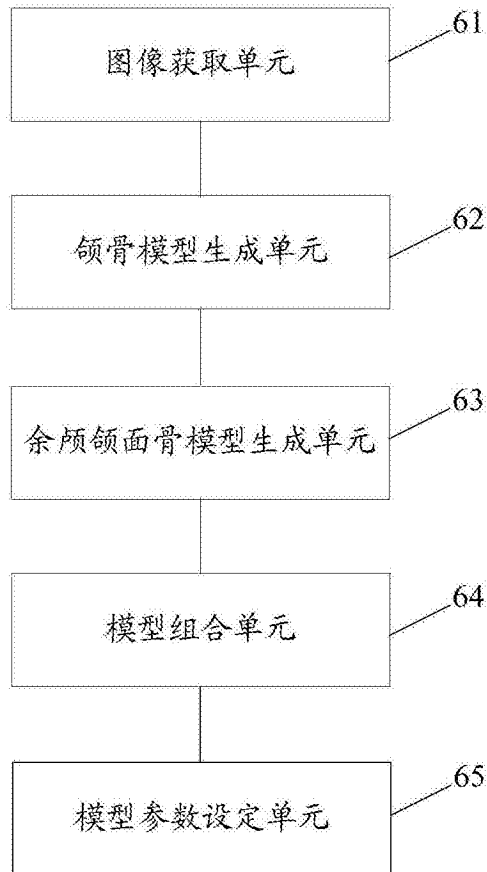 61
图像获取单元
62
颌骨模型生成单元
63
余颅颌面骨模型生成单元
64
模型组合单元
65
模型参数设定单元